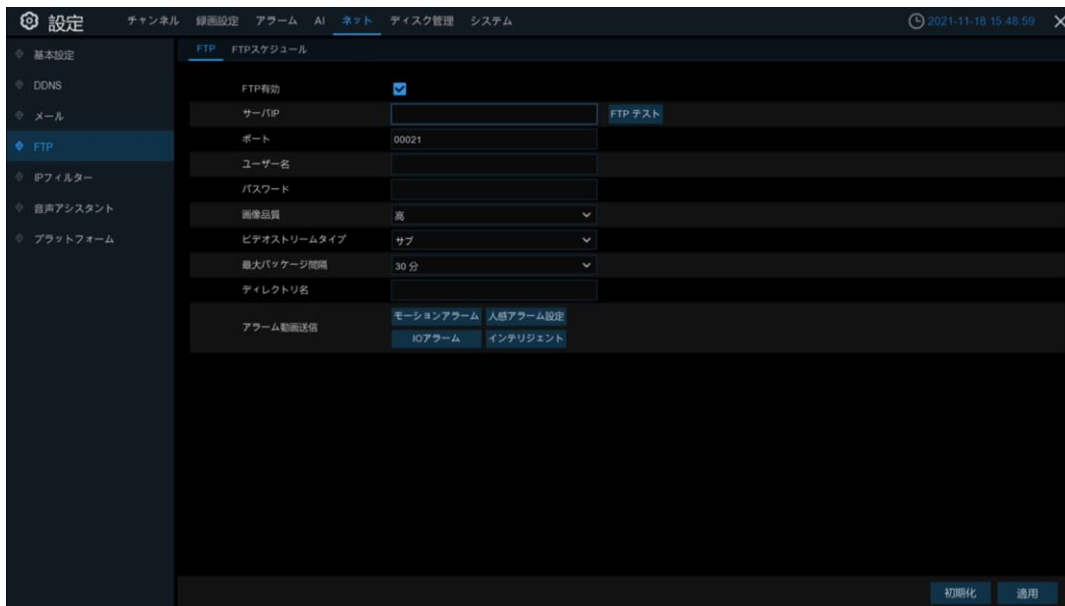 設定 チャンネル 録画設定 アラーム AI ネット ディスク管理 システム 2021-11-18 15:48:59
基本設定
DDNS
メール
FTP
IPフィルター
音声アシスタント
プラットフォーム
FTP FTPスケジュール
FTP有効
サーバIP FTP テスト
ポート 00021
ユーザー名
パスワード
画像品質 高
ビデオストリームタイプ サブ
最大パッケージ間隔 30 分
ディレクトリ名
アラーム動画送信
モーションアラーム 人感アラーム設定
IOアラーム インテリジェント
初期化 適用